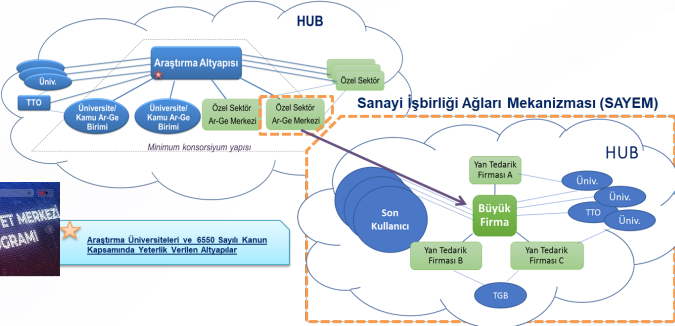 HUB
Araştırma Altyapısı
Üniv.
TTO
Üniversite/
Kamu Ar-Ge
Birimi
Üniversite/
Kamu Ar-Ge
Birimi
Özel Sektör
Ar-Ge Merkezi
Özel Sektör
Ar-Ge Merkezi
Özel Sektör
Minimum konsorsiyum yapısı
Sanayi İşbirliği Ağları Mekanizması (SAYEM)
HUB
Yan Tedarik
Firması A
Üniv.
Üniv.
TTO
Üniv.
Büyük
Firma
Son
Kullanıcı
Yan Tedarik
Firması B
Yan Tedarik
Firması C
TGB
ET MERKEZİ
OGRAMI
Araştırma Üniversiteleri ve 6550 Sayılı Kanun
Kapsamında Yeterlik Verilen Altyapılar